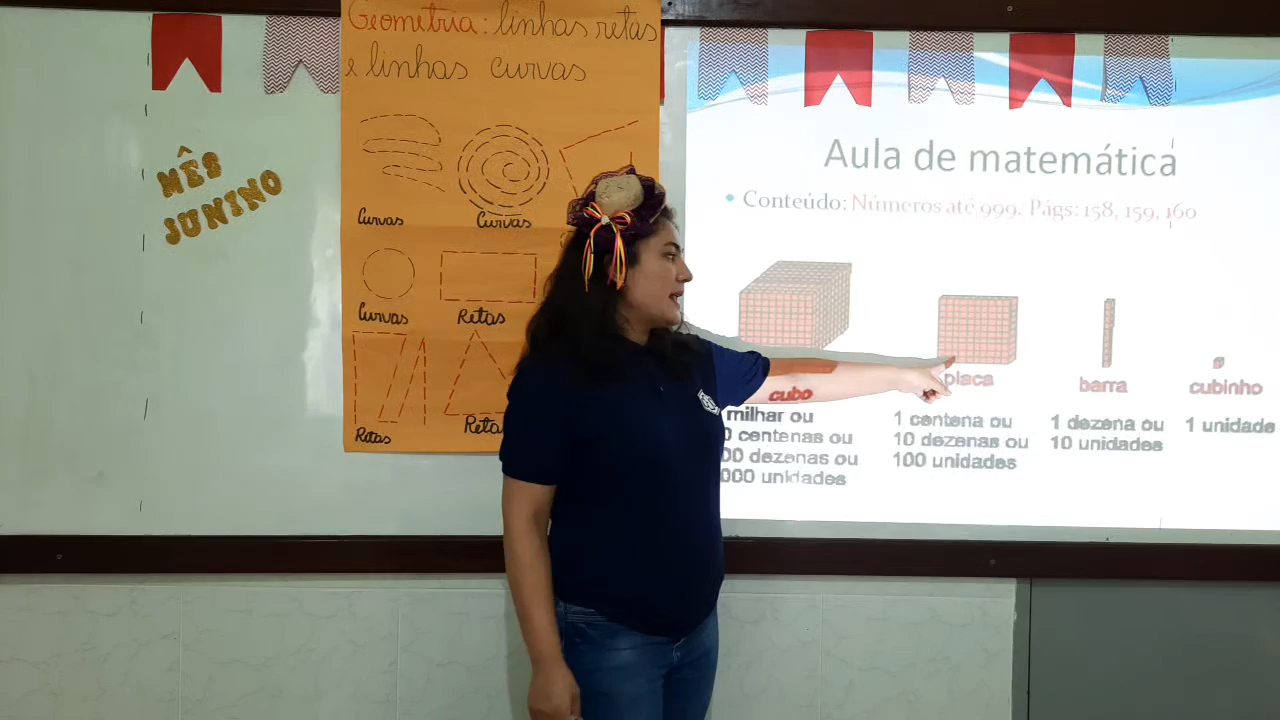 Geometria: linhas retas
e linhas curvas
Curvas
Curvas
Curvas
Retas
Retas
Retas
MÊS
JUNINO
Aula de matemática
• Conteúdo: Números até 999. Págs: 158, 159, 160
cubo
milhar ou
centenas ou
dezenas ou
unidades
placa
1 centena ou
10 dezenas ou
100 unidades
barra
1 dezena ou
10 unidades
cubinho
1 unidade